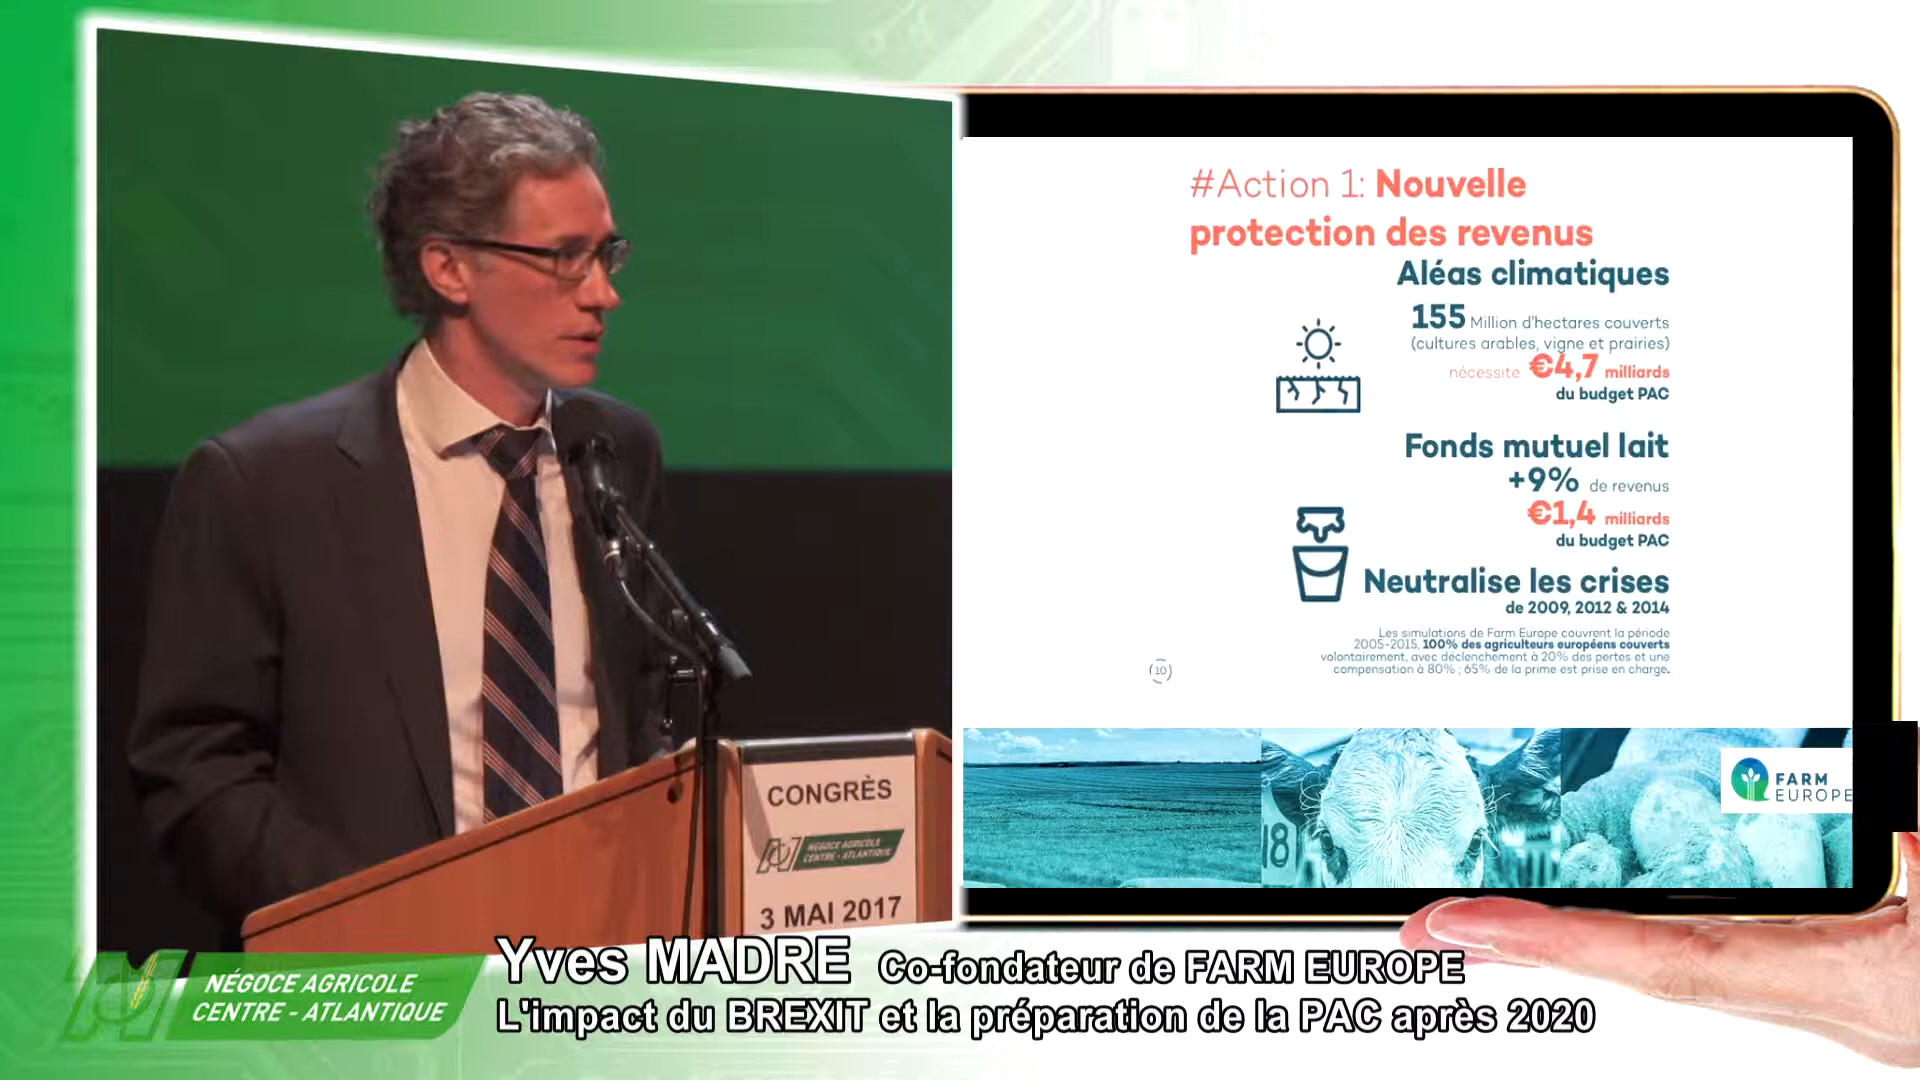 #Action 1: Nouvelle
protection des revenus
Aléas climatiques
155 Million d'hectares couverts
(cultures arables, vigne et prairies)
nécessite €4,7 milliards
du budget PAC
Fonds mutuel lait
+9% de revenus
€1,4 milliards
du budget PAC
Neutralise les crises
de 2009, 2012 & 2014
Les simulations de Farm Europe couvrent la période
2005-2015, 100% des agriculteurs européens couverts
volontairement, avec déclenchement à 20% des pertes et une
compensation à 80% ; 65% de la prime est prise en charge.
10
18
FARM
EUROPE
CONGRÈS
NÉGOCE AGRICOLE
CENTRE - ATLANTIQUE
3 MAI 2017
NÉGOCE AGRICOLE
CENTRE - ATLANTIQUE
Yves MADRE Co-fondateur de FARM EUROPE
L'impact du BREXIT et la préparation de la PAC après 2020